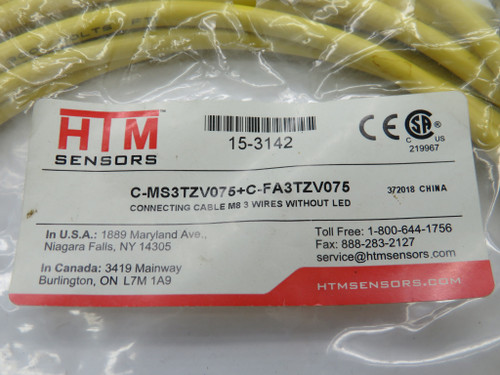 HTM
SENSORS
15-3142
CE CSA
C US
219967
C-MS3TZV075+C-FA3TZV075
372018 CHINA
CONNECTING CABLE M8 3 WIRES WITHOUT LED
In U.S.A.: 1889 Maryland Ave.,
Niagara Falls, NY 14305
In Canada: 3419 Mainway
Burlington, ON L7M 1A9
Toll Free: 1-800-644-1756
Fax: 888-283-2127
service@htmsensors.com
HTMSENSORS.COM